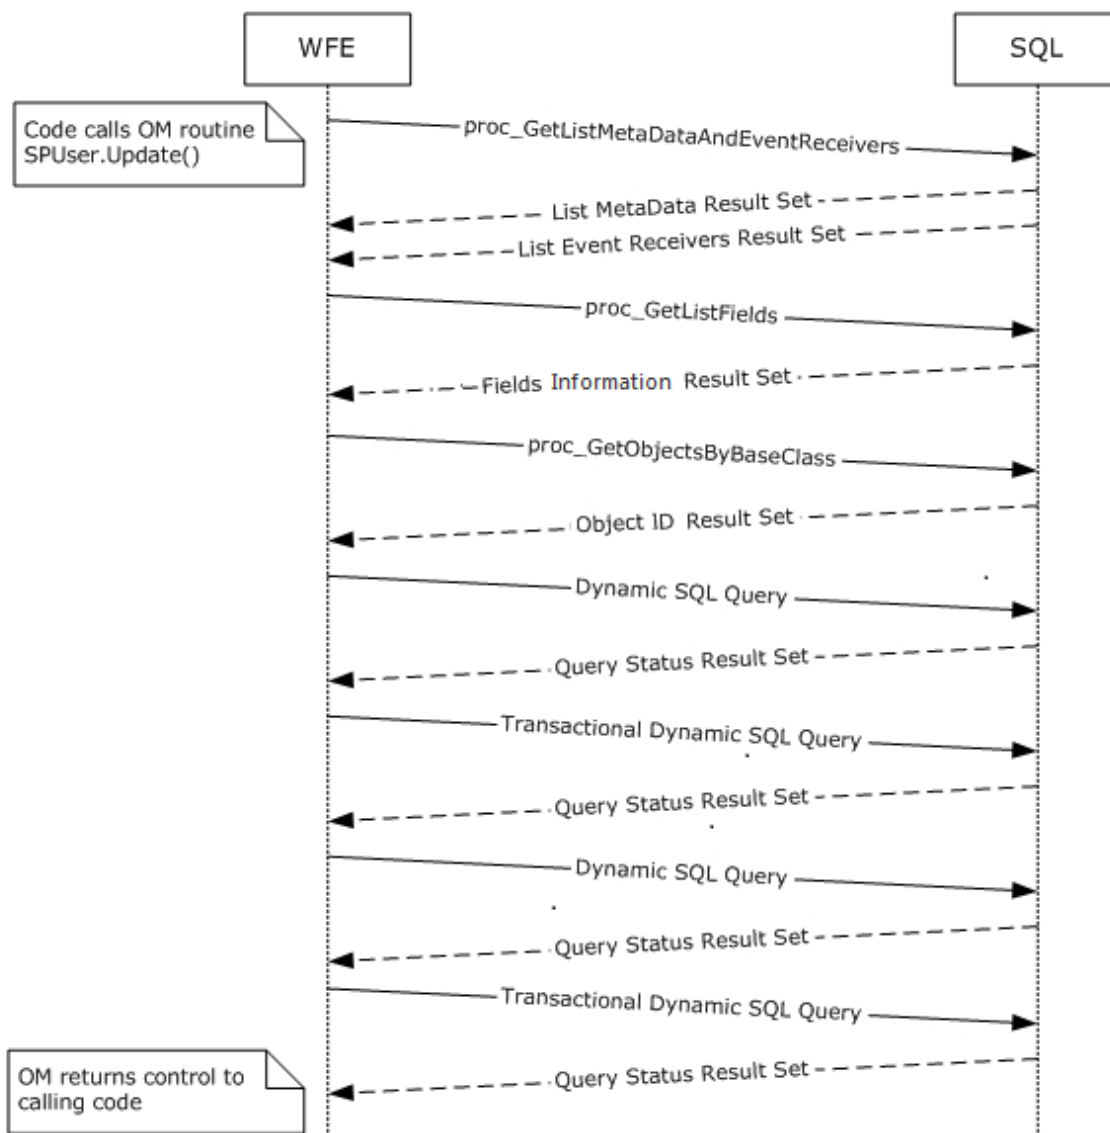 WFE
SQL
Code calls OM routine
SPUser.Update()
proc_GetListMetaDataAndEventReceivers
List MetaData Result Set
List Event Receivers Result Set
proc_GetListFields
Fields Information Result Set
proc_GetObjectsByBaseClass
Object ID Result Set
Dynamic SQL Query
Query Status Result Set
Transactional Dynamic SQL Query
Query Status Result Set
Dynamic SQL Query
Query Status Result Set
Transactional Dynamic SQL Query
Query Status Result Set
OM returns control to
calling code